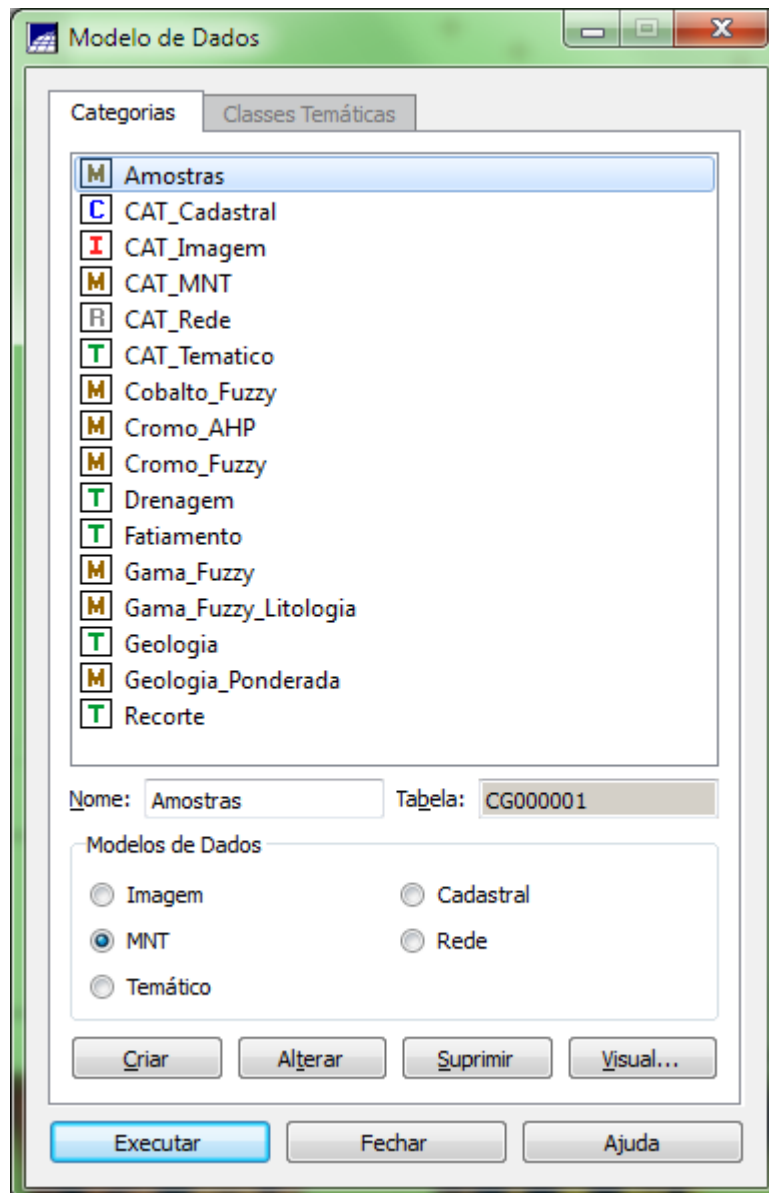 Modelo de Dados
Categorias Classes Temáticas
M Amostras
C CAT_Cadastral
I CAT_Imagem
M CAT_MNT
R CAT_Rede
T CAT_Tematico
M Cobalto_Fuzzy
M Cromo_AHP
M Cromo_Fuzzy
T Drenagem
T Fatiamento
M Gama_Fuzzy
M Gama_Fuzzy_Litologia
T Geologia
M Geologia_Ponderada
T Recorte
Nome: Amostras Tabela: CG000001
Modelos de Dados
Imagem Cadastral
MNT Rede
Temático
Criar Alterar Suprimir Visual...
Executar Fechar Ajuda